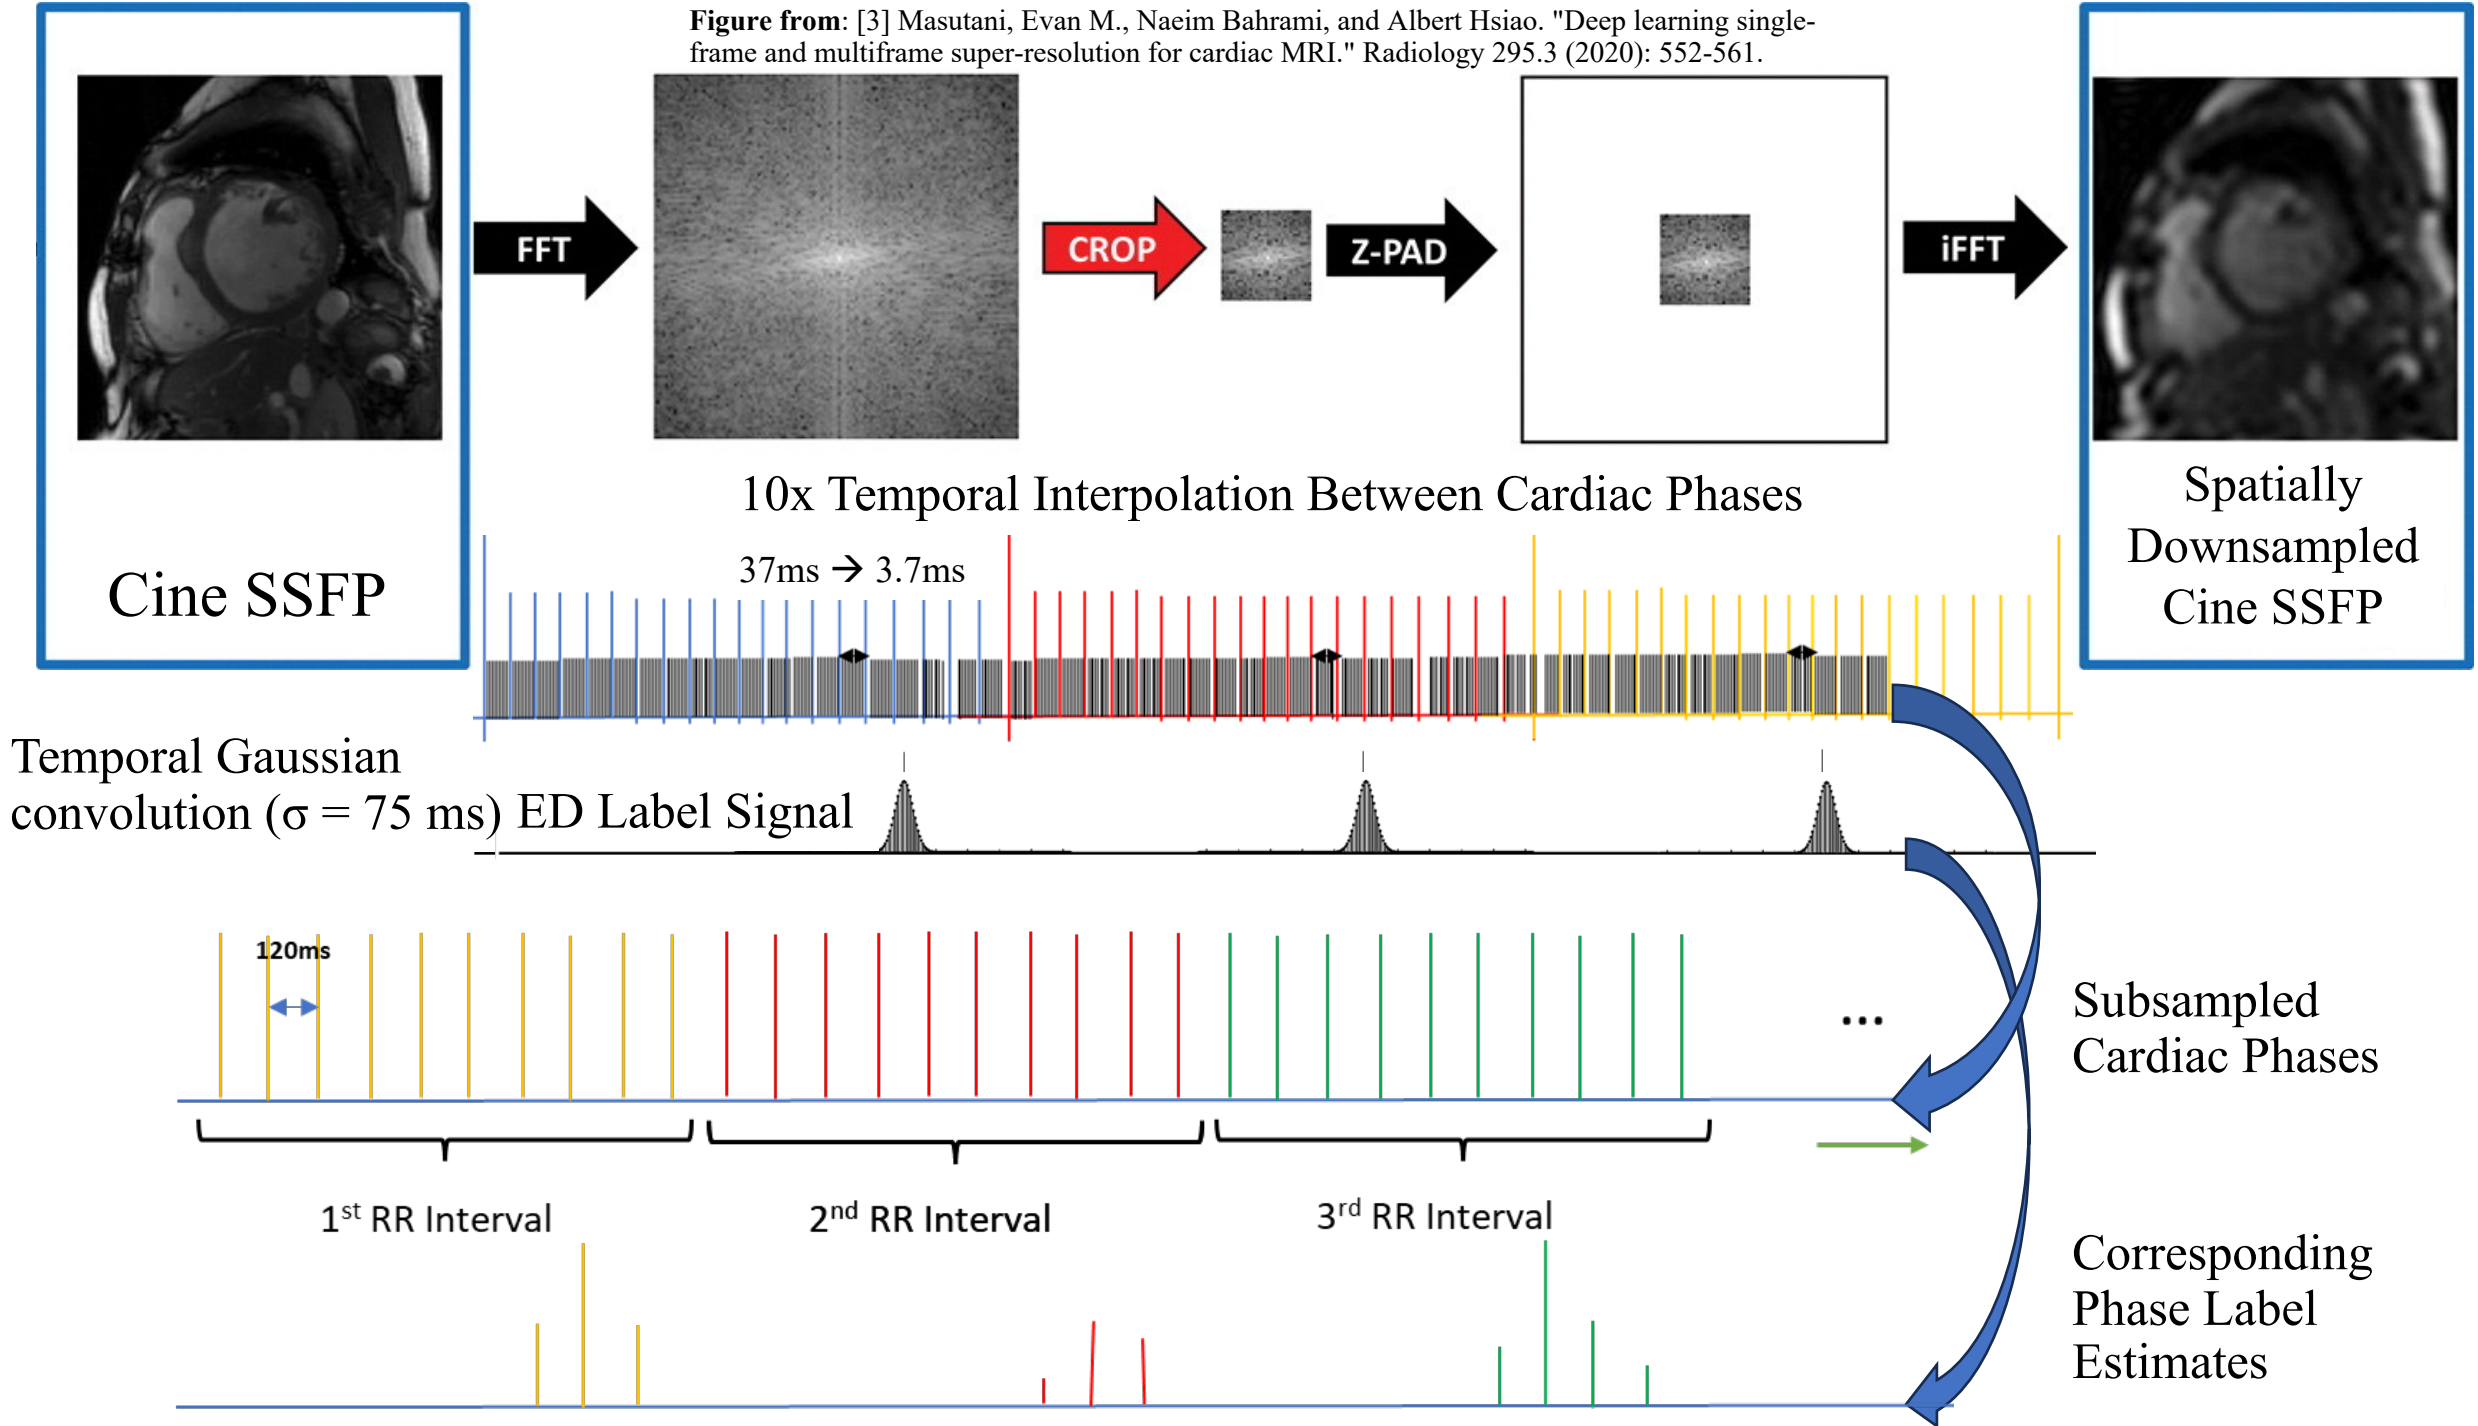 Figure from: [3] Masutani, Evan M., Naeim Bahrami, and Albert Hsiao. "Deep learning single-
frame and multiframe super-resolution for cardiac MRI." Radiology 295.3 (2020): 552-561.
FFT
CROP
Z-PAD
iFFT
Cine SSFP
Spatially
Downsampled
Cine SSFP
10x Temporal Interpolation Between Cardiac Phases
37ms → 3.7ms
Temporal Gaussian
convolution (σ = 75 ms) ED Label Signal
120ms
...
Subsampled
Cardiac Phases
1st RR Interval
2nd RR Interval
3rd RR Interval
Corresponding
Phase Label
Estimates